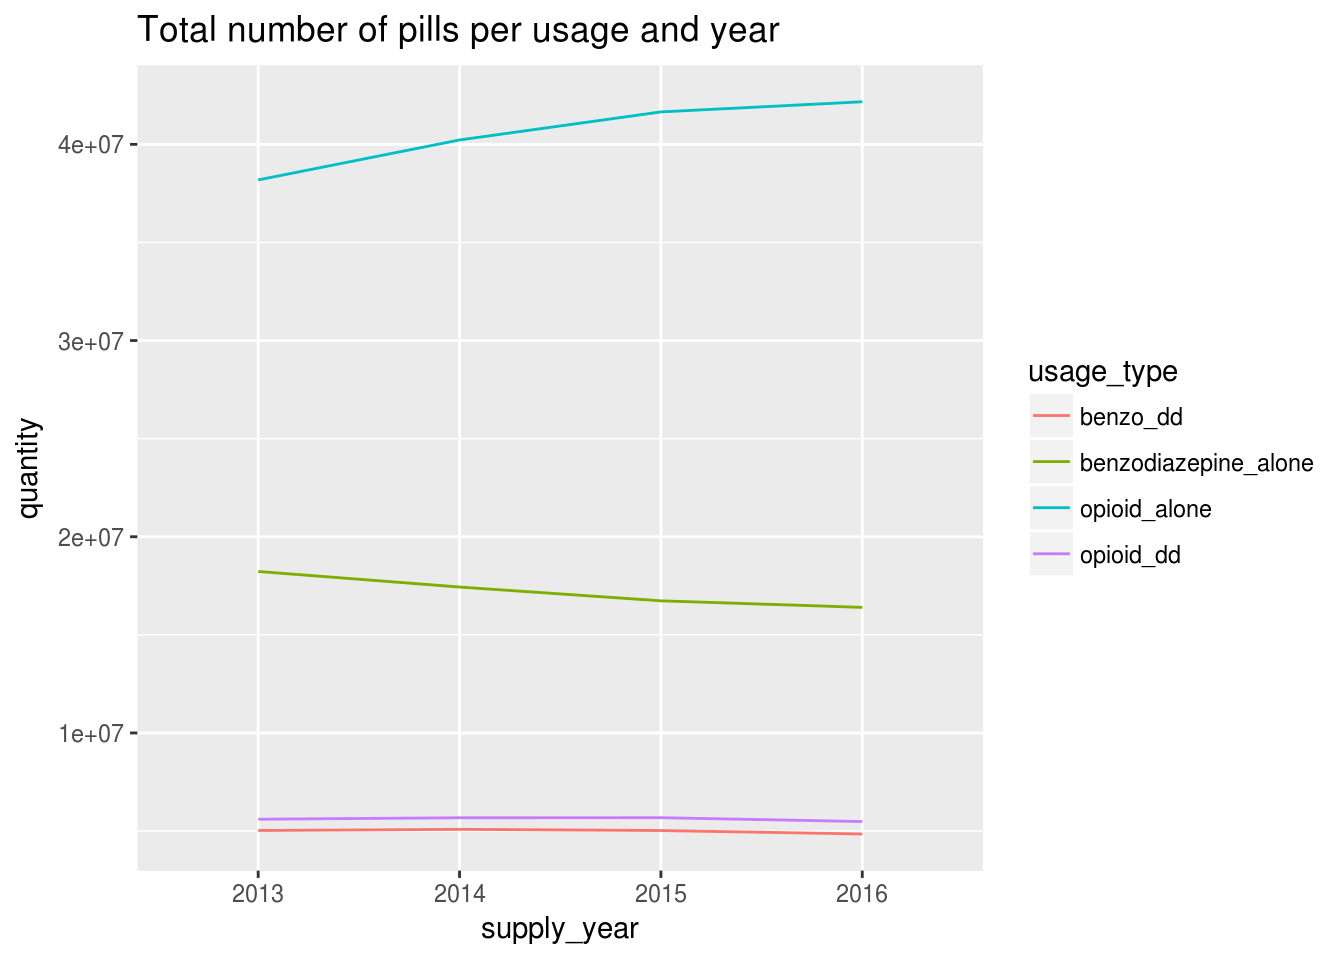 Total number of pills per usage and year
quantity
4e+07
3e+07
2e+07
1e+07
2013 2014 2015 2016
supply_year
usage_type
benzo_dd
benzodiazepine_alone
opioid_alone
opioid_dd